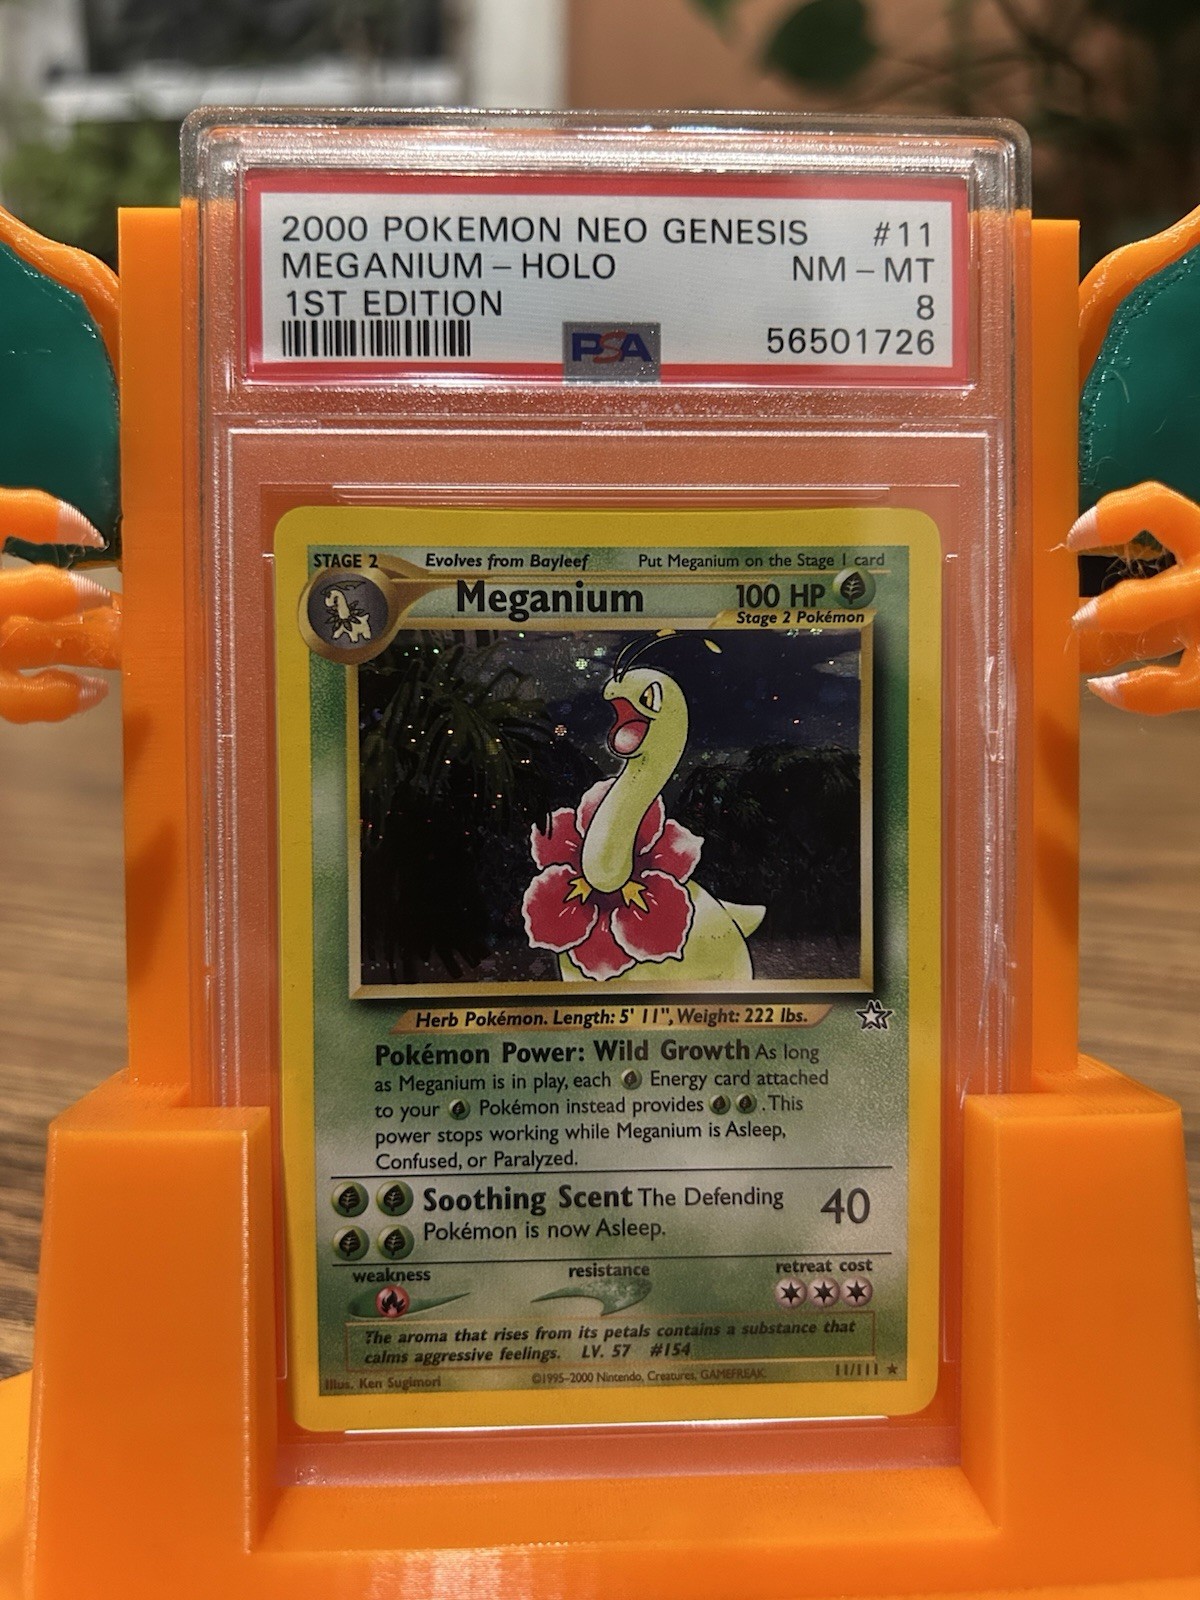 2000 POKEMON NEO GENESIS #11
MEGANIUM – HOLO NM – MT
1ST EDITION 8
PSA 56501726
STAGE 2 Evolves from Bayleef Put Meganium on the Stage 1 card
Meganium 100 HP
Stage 2 Pokémon
Herb Pokémon. Length: 5' 11", Weight: 222 lbs.
Pokémon Power: Wild Growth As long
as Meganium is in play, each Energy card attached
to your Pokémon instead provides . This
power stops working while Meganium is Asleep,
Confused, or Paralyzed.
Soothing Scent The Defending 40
Pokémon is now Asleep.
weakness resistance retreat cost
The aroma that rises from its petals contains a substance that
calms aggressive feelings. LV. 57 #154
Illus. Ken Sugimori ©1995-2000 Nintendo, Creatures, GAMEFREAK. 11/111 ★